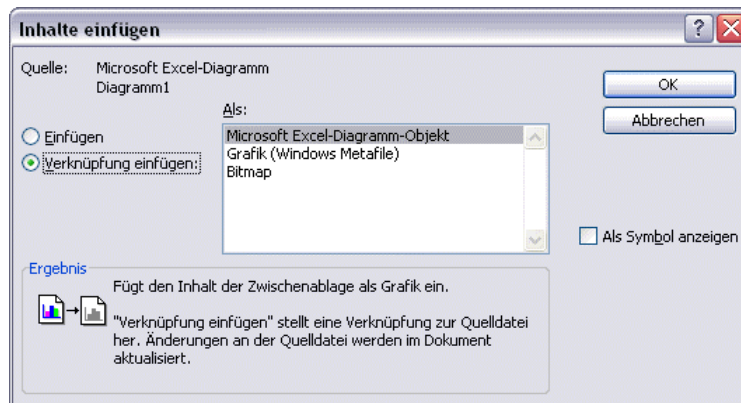 Inhalte einfügen
Quelle: Microsoft Excel-Diagramm
Diagramm1
Als:
Einfügen
Verknüpfung einfügen:
Microsoft Excel-Diagramm-Objekt
Grafik (Windows Metafile)
Bitmap
OK
Abbrechen
Als Symbol anzeigen
Ergebnis
Fügt den Inhalt der Zwischenablage als Grafik ein.
"Verknüpfung einfügen" stellt eine Verknüpfung zur Quelldatei
her. Änderungen an der Quelldatei werden im Dokument
aktualisiert.